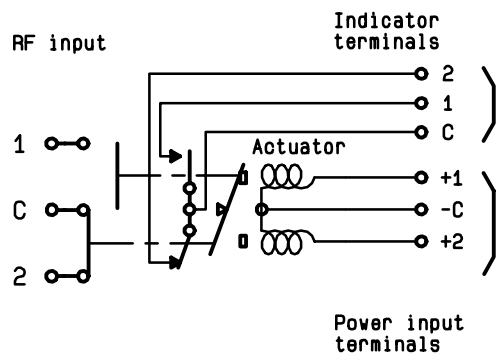 Indicator
terminals
RF input
2
1
C
1
Actuator
+1
C
-C
+2
2
Power input
terminals